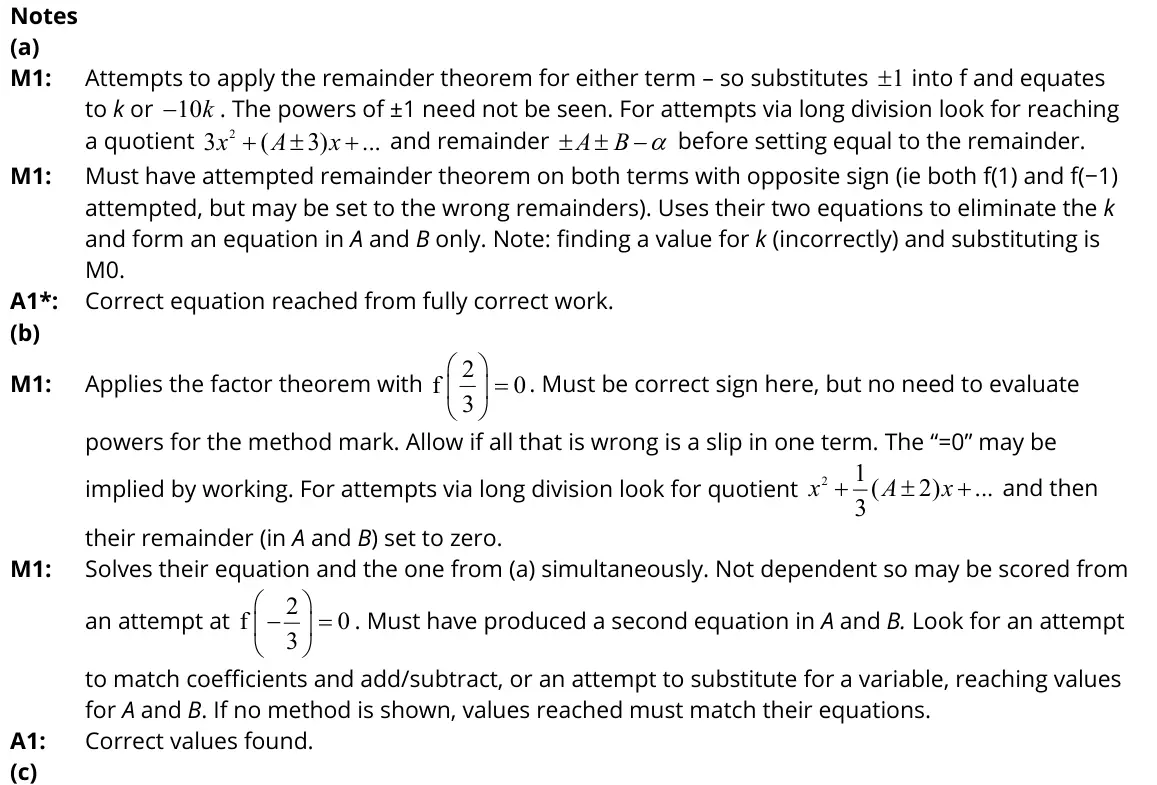 Notes
(a)
M1: Attempts to apply the remainder theorem for either term – so substitutes ±1 into f and equates
to k or −10k . The powers of ±1 need not be seen. For attempts via long division look for reaching
a quotient 3x² + (A±3)x + ... and remainder ±A±B−α before setting equal to the remainder.
M1: Must have attempted remainder theorem on both terms with opposite sign (ie both f(1) and f(−1)
attempted, but may be set to the wrong remainders). Uses their two equations to eliminate the k
and form an equation in A and B only. Note: finding a value for k (incorrectly) and substituting is
M0.
A1*: Correct equation reached from fully correct work.
(b)
M1: Applies the factor theorem with f(2/3) = 0. Must be correct sign here, but no need to evaluate
powers for the method mark. Allow if all that is wrong is a slip in one term. The “=0” may be
implied by working. For attempts via long division look for quotient x² + 1/3(A±2)x + ... and then
their remainder (in A and B) set to zero.
M1: Solves their equation and the one from (a) simultaneously. Not dependent so may be scored from
an attempt at f(−2/3) = 0. Must have produced a second equation in A and B. Look for an attempt
to match coefficients and add/subtract, or an attempt to substitute for a variable, reaching values
for A and B. If no method is shown, values reached must match their equations.
A1: Correct values found.
(c)